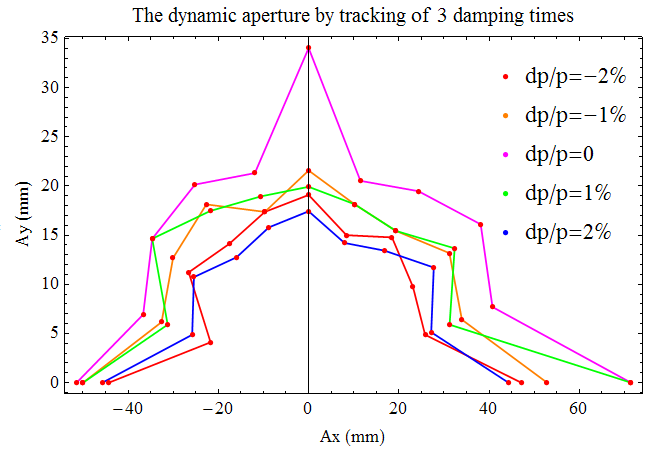 The dynamic aperture by tracking of 3 damping times
35
30
25
20
15
10
5
0
Ay (mm)
dp/p=−2%
dp/p=−1%
dp/p=0
dp/p=1%
dp/p=2%
−40 −20 0 20 40 60
Ax (mm)